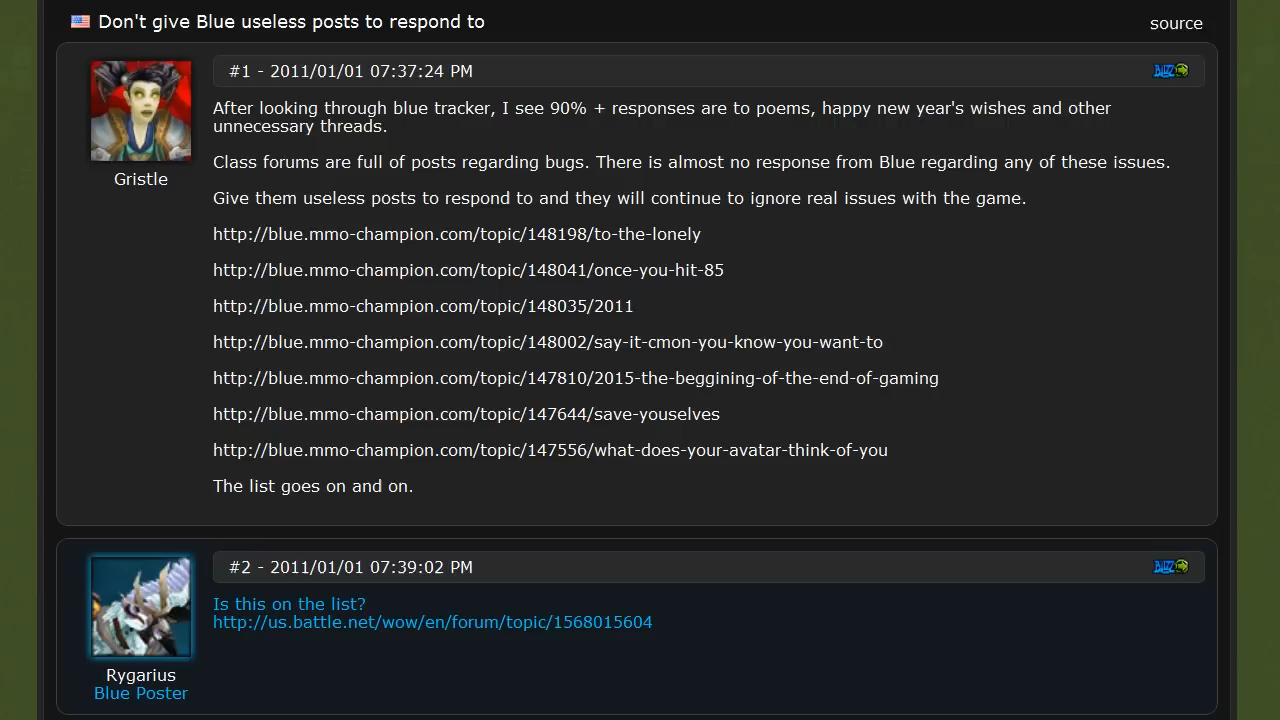 Don't give Blue useless posts to respond to
source
#1 - 2011/01/01 07:37:24 PM
BLIZZ
Gristle
After looking through blue tracker, I see 90% + responses are to poems, happy new year's wishes and other
unnecessary threads.
Class forums are full of posts regarding bugs. There is almost no response from Blue regarding any of these issues.
Give them useless posts to respond to and they will continue to ignore real issues with the game.
http://blue.mmo-champion.com/topic/148198/to-the-lonely
http://blue.mmo-champion.com/topic/148041/once-you-hit-85
http://blue.mmo-champion.com/topic/148035/2011
http://blue.mmo-champion.com/topic/148002/say-it-cmon-you-know-you-want-to
http://blue.mmo-champion.com/topic/147810/2015-the-beggining-of-the-end-of-gaming
http://blue.mmo-champion.com/topic/147644/save-youselves
http://blue.mmo-champion.com/topic/147556/what-does-your-avatar-think-of-you
The list goes on and on.
#2 - 2011/01/01 07:39:02 PM
BLIZZ
Is this on the list?
http://us.battle.net/wow/en/forum/topic/1568015604
Rygarius
Blue Poster